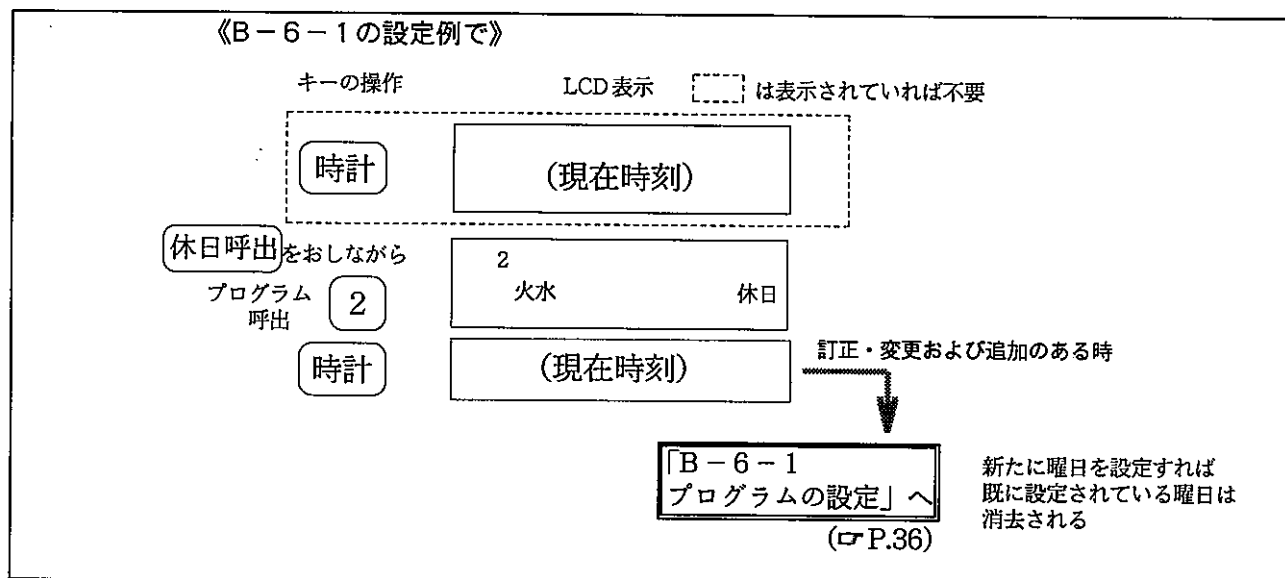 《B－6－1の設定例で》
キーの操作 LCD表示 は表示されていれば不要
時計 (現在時刻)
休日呼出をおしながら
プログラム呼出 2
2
火水 休日
時計 (現在時刻)
訂正・変更および追加のある時
「B－6－1
プログラムの設定」へ
(☞P.36)
新たに曜日を設定すれば
既に設定されている曜日は
消去される